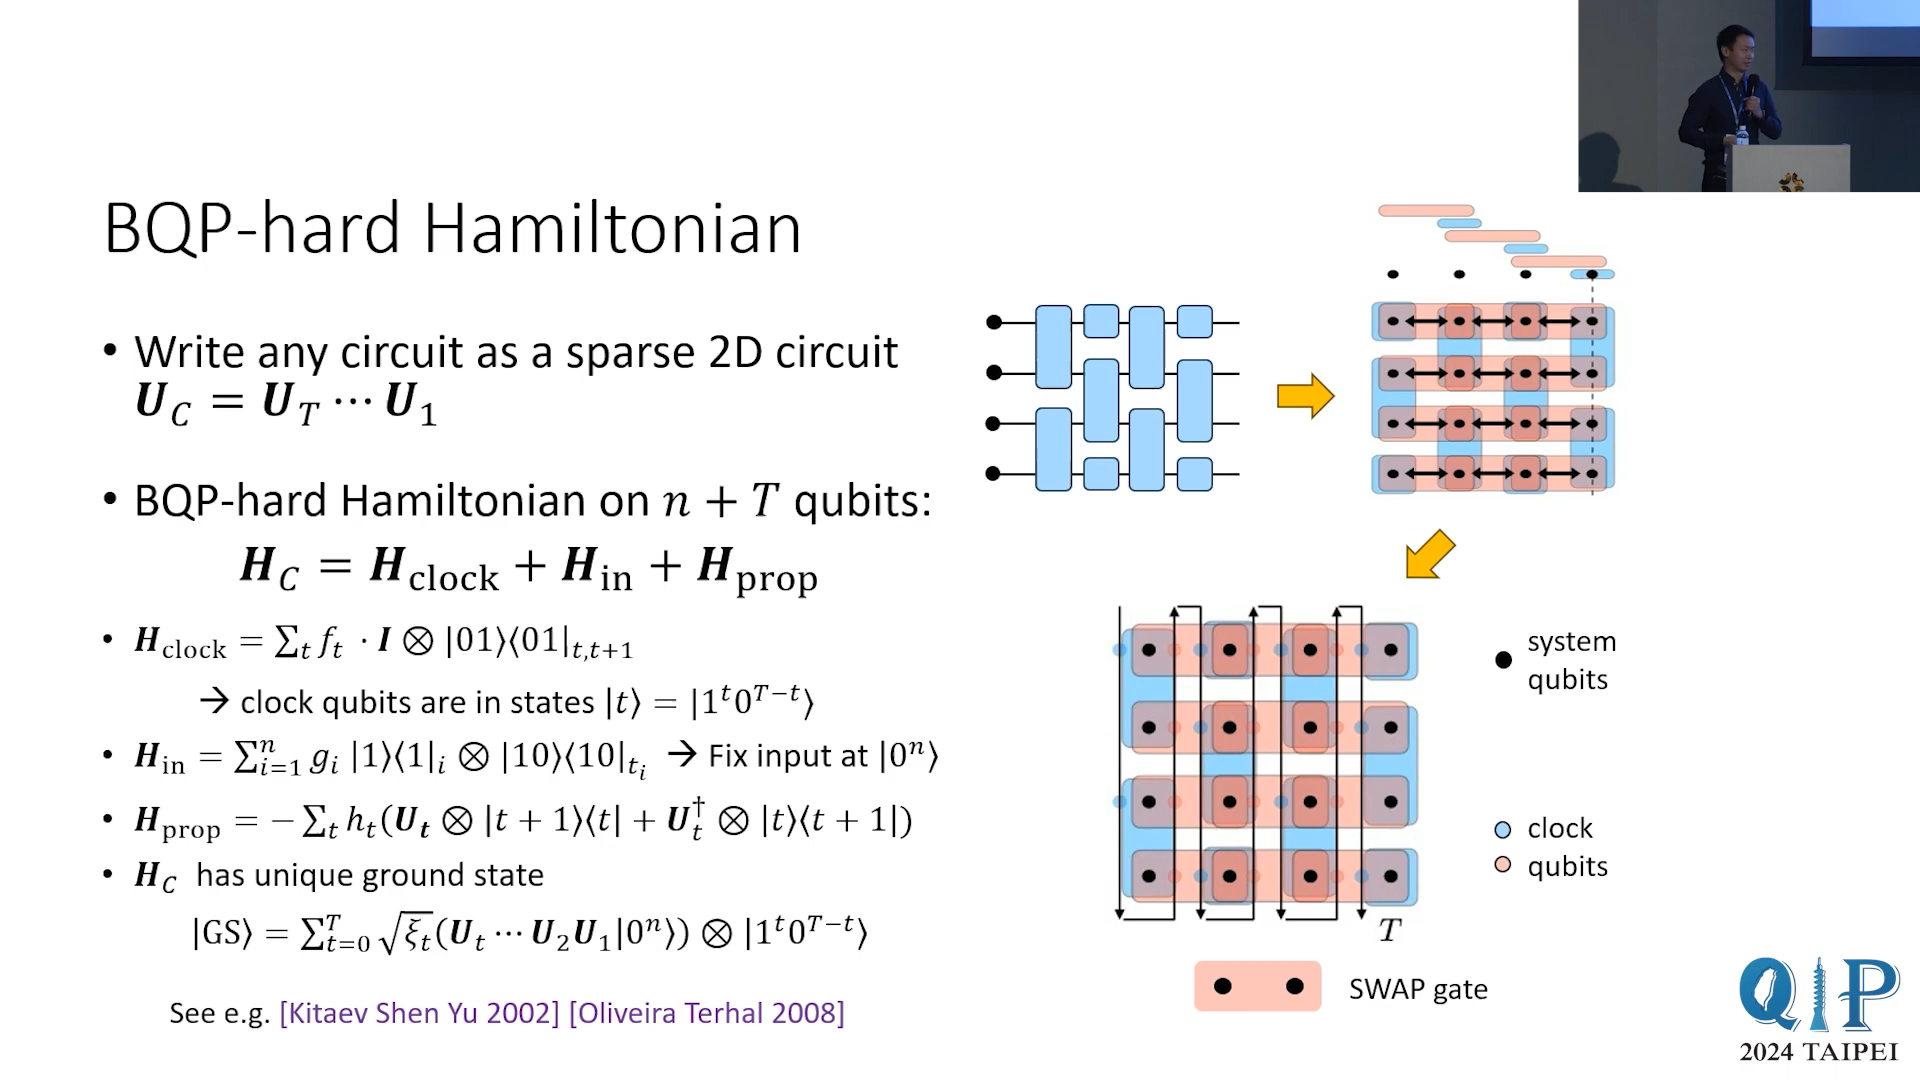 BQP-hard Hamiltonian
• Write any circuit as a sparse 2D circuit
𝑼_C = 𝑼_T ⋯ 𝑼_1
• BQP-hard Hamiltonian on n + T qubits:
𝑯_C = 𝑯_clock + 𝑯_in + 𝑯_prop
• 𝑯_clock = ∑_t f_t · 𝑰 ⊗ |01⟩⟨01|_{t,t+1}
→ clock qubits are in states |t⟩ = |1^t 0^{T−t}⟩
• 𝑯_in = ∑_{i=1}^n g_i |1⟩⟨1|_i ⊗ |10⟩⟨10|_{t_i} → Fix input at |0^n⟩
• 𝑯_prop = −∑_t h_t(𝑼_t ⊗ |t + 1⟩⟨t| + 𝑼_t^† ⊗ |t⟩⟨t + 1|)
• 𝑯_C has unique ground state
|GS⟩ = ∑_{t=0}^T √ξ_t (𝑼_t ⋯ 𝑼_2 𝑼_1|0^n⟩) ⊗ |1^t 0^{T−t}⟩
See e.g. [Kitaev Shen Yu 2002] [Oliveira Terhal 2008]
system
qubits
clock
qubits
T
SWAP gate
QIP
2024 TAIPEI